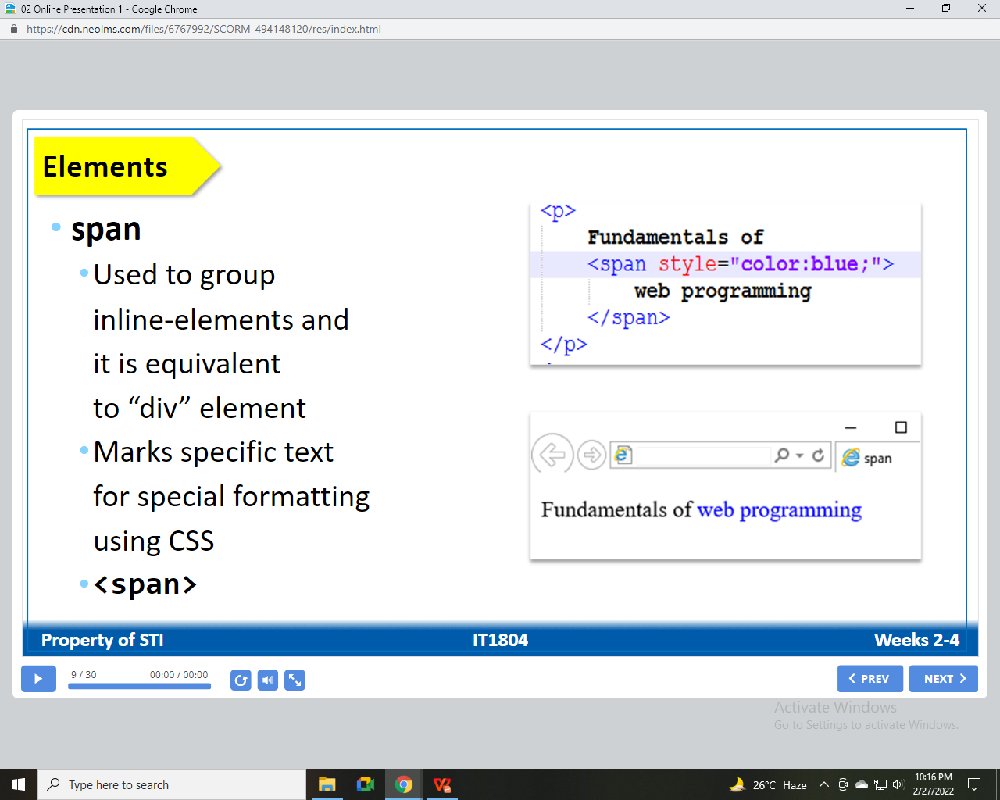 02 Online Presentation 1 - Google Chrome
https://cdn.neolms.com/files/6767992/SCORM_494148120/res/index.html
Elements
span
Used to group
inline-elements and
it is equivalent
to “div” element
Marks specific text
for special formatting
using CSS
<span>
<p>
Fundamentals of
<span style="color:blue;">
web programming
</span>
</p>
span
Fundamentals of web programming
Property of STI
IT1804
Weeks 2-4
9 / 30
00:00 / 00:00
PREV
NEXT
Activate Windows
Go to Settings to activate Windows.
Type here to search
26°C Haze
10:16 PM
2/27/2022